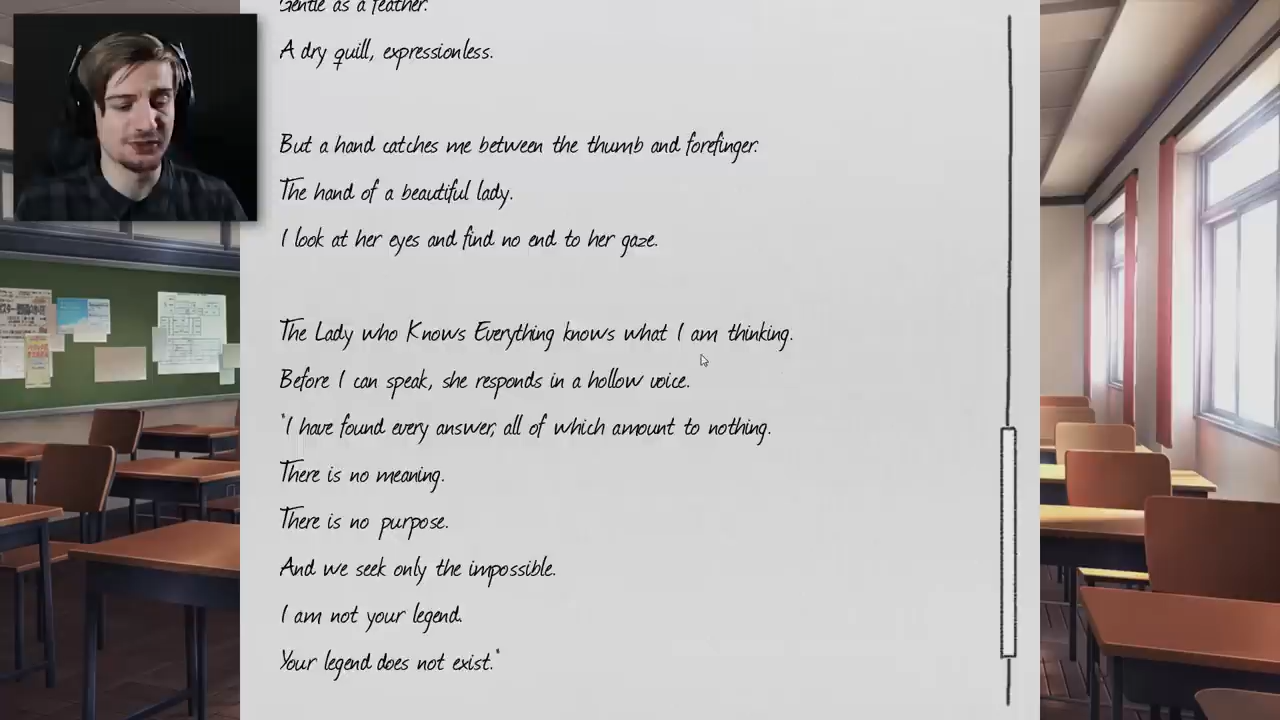 Gentle as a feather.
A dry quill, expressionless.
But a hand catches me between the thumb and forefinger.
The hand of a beautiful lady.
I look at her eyes and find no end to her gaze.
The Lady who Knows Everything knows what I am thinking.
Before I can speak, she responds in a hollow voice.
"I have found every answer, all of which amount to nothing.
There is no meaning.
There is no purpose.
And we seek only the impossible.
I am not your legend.
Your legend does not exist."